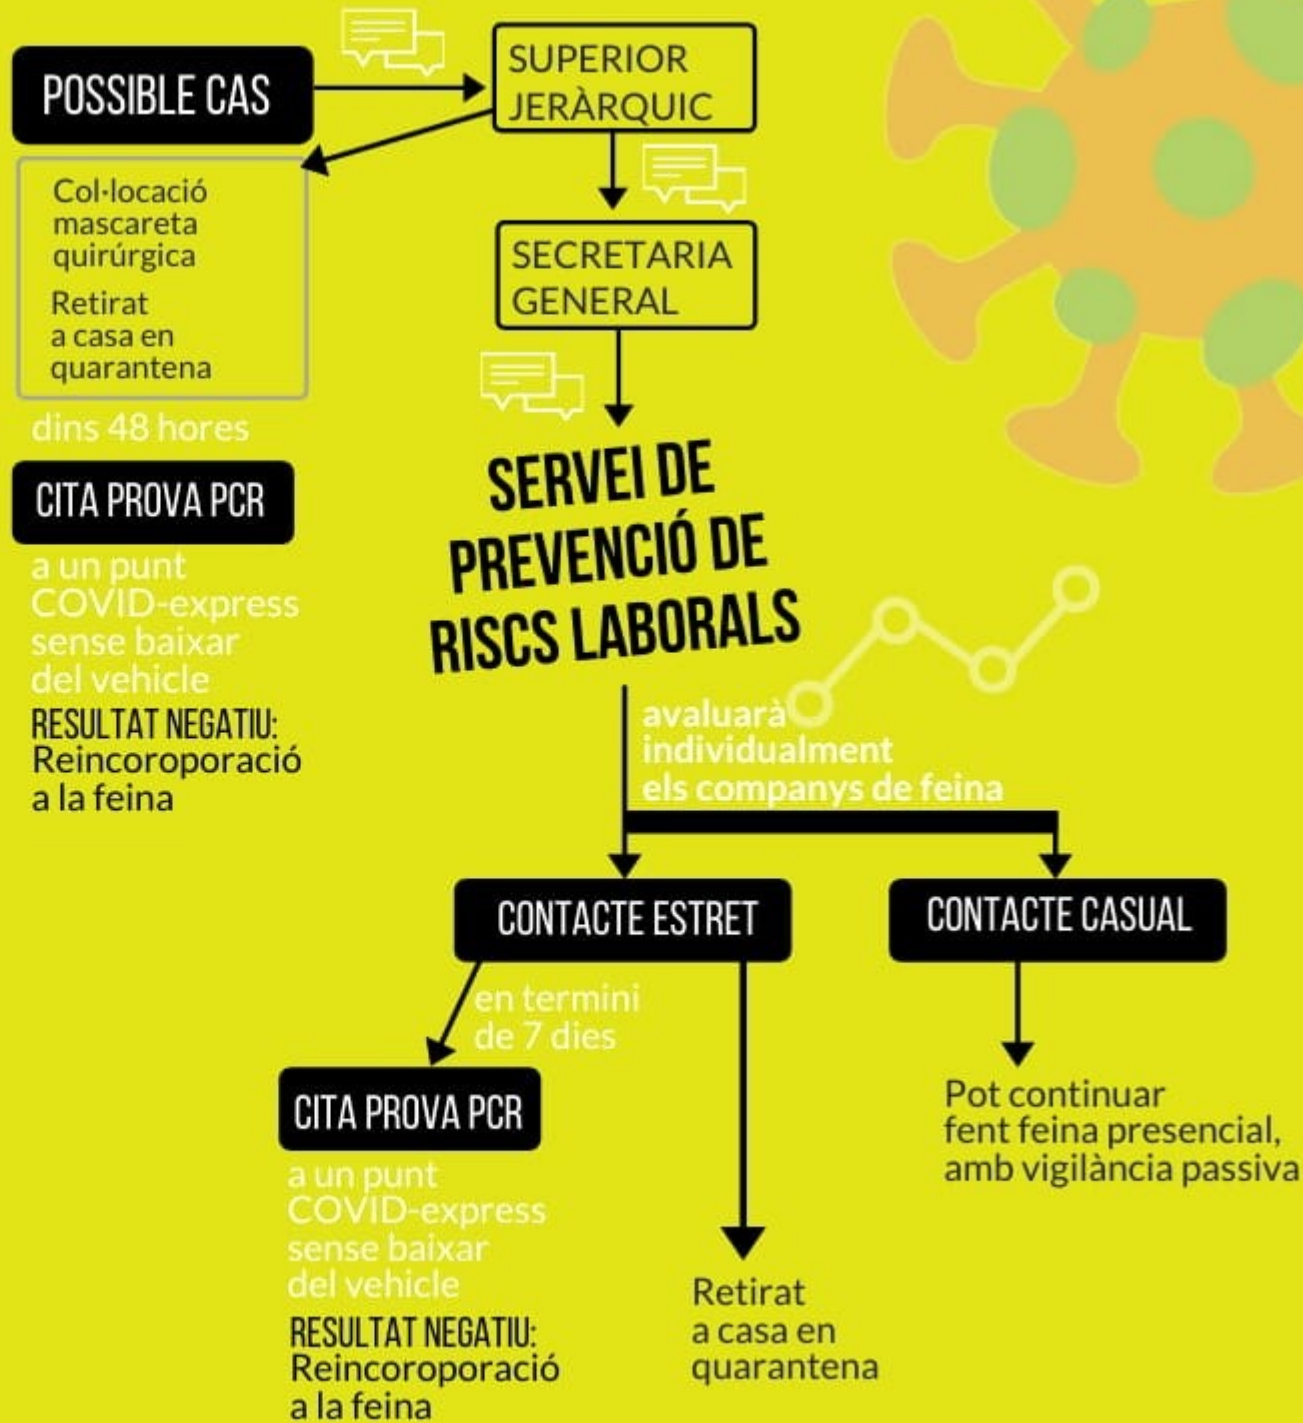 POSSIBLE CAS
SUPERIOR
JERÀRQUIC
Col·locació
mascareta
quirúrgica
Retirat
a casa en
quarantena
SECRETARIA
GENERAL
dins 48 hores
CITA PROVA PCR
a un punt
COVID-express
sense baixar
del vehicle
RESULTAT NEGATIU:
Reincoroporació
a la feina
SERVEI DE
PREVENCIÓ DE
RISCS LABORALS
avaluarà
individualment
els companys de feina
CONTACTE ESTRET
CONTACTE CASUAL
en termini
de 7 dies
CITA PROVA PCR
a un punt
COVID-express
sense baixar
del vehicle
RESULTAT NEGATIU:
Reincoroporació
a la feina
Retirat
a casa en
quarantena
Pot continuar
fent feina presencial,
amb vigilància passiva